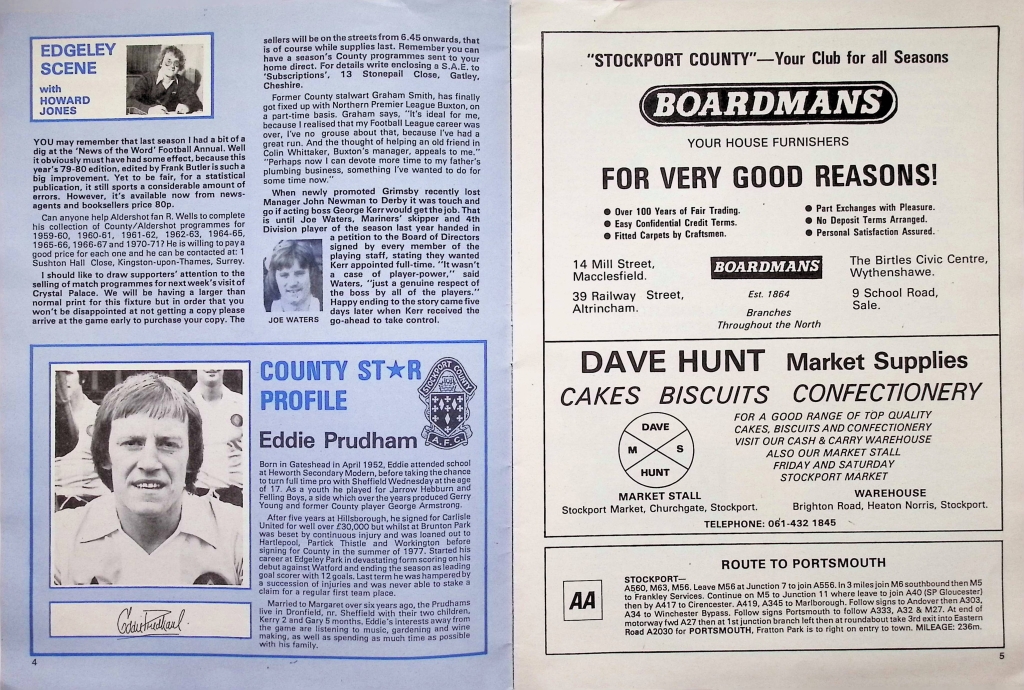 EDGELEY
SCENE
with
HOWARD
JONES
YOU may remember that last season I had a bit of a
dig at the 'News of the Word' Football Annual. Well
it obviously must have had some effect, because this
year's 79-80 edition, edited by Frank Butler is such a
big improvement. Yet to be fair, for a statistical
publication, it still sports a considerable amount of
errors. However, it's available now from news-
agents and booksellers price 80p.
Can anyone help Aldershot fan R. Wells to complete
his collection of County/Aldershot programmes for
1959-60, 1960-61, 1961-62, 1962-63, 1964-65,
1965-66, 1966-67 and 1970-71? He is willing to pay a
good price for each one and he can be contacted at: 1
Sushton Hall Close, Kingston-upon-Thames, Surrey.
I should like to draw supporters' attention to the
selling of match programmes for next week's visit of
Crystal Palace. We will be having a larger than
normal print for this fixture but in order that you
won't be disappointed at not getting a copy please
arrive at the game early to purchase your copy. The
sellers will be on the streets from 6.45 onwards, that
is of course while supplies last. Remember you can
have a season's County programmes sent to your
home direct. For details write enclosing a S.A.E. to
'Subscriptions', 13 Stonepail Close, Gatley,
Cheshire.
Former County stalwart Graham Smith, has finally
got fixed up with Northern Premier League Buxton, on
a part-time basis. Graham says, "It's ideal for me,
because I realised that my Football League career was
over, I've no grouse about that, because I've had a
great run. And the thought of helping an old friend in
Colin Whittaker, Buxton's manager, appeals to me."
"Perhaps now I can devote more time to my father's
plumbing business, something I've wanted to do for
some time now."
When newly promoted Grimsby recently lost
Manager John Newman to Derby it was touch and
go if acting boss George Kerr would get the job. That
is until Joe Waters, Mariners' skipper and 4th
Division player of the season last year handed in
a petition to the Board of Directors
signed by every member of the
playing staff, stating they wanted
Kerr appointed full-time. "It wasn't
a case of player-power," said
Waters, "just a genuine respect of
the boss by all of the players."
Happy ending to the story came five
days later when Kerr received the
go-ahead to take control.
JOE WATERS
COUNTY ST★R
PROFILE
STOCKPORT COUNTY
A.F.C.
Eddie Prudham
Born in Gateshead in April 1952, Eddie attended school
at Heworth Secondary Modern, before taking the chance
to turn full time pro with Sheffield Wednesday at the age
of 17. As a youth he played for Jarrow Hebburn and
Felling Boys, a side which over the years produced Gerry
Young and former County player George Armstrong.
After five years at Hillsborough, he signed for Carlisle
United for well over £30,000 but whilst at Brunton Park
was beset by continuous injury and was loaned out to
Hartlepool, Partick Thistle and Workington before
signing for County in the summer of 1977. Started his
career at Edgeley Park in devastating form scoring on his
debut against Watford and ending the season as leading
goal scorer with 12 goals. Last term he was hampered by
a succession of injuries and was never able to stake a
claim for a regular first team place.
Married to Margaret over six years ago, the Prudhams
live in Dronfield, nr. Sheffield with their two children,
Kerry 2 and Gary 5 months. Eddie's interests away from
the game are listening to music, gardening and wine
making, as well as spending as much time as possible
with his family.
Eddie Prudham.
4
"STOCKPORT COUNTY"—Your Club for all Seasons
BOARDMANS
YOUR HOUSE FURNISHERS
FOR VERY GOOD REASONS!
● Over 100 Years of Fair Trading.
● Easy Confidential Credit Terms.
● Fitted Carpets by Craftsmen.
● Part Exchanges with Pleasure.
● No Deposit Terms Arranged.
● Personal Satisfaction Assured.
14 Mill Street,
Macclesfield.
39 Railway Street,
Altrincham.
BOARDMANS
Est. 1864
Branches
Throughout the North
The Birtles Civic Centre,
Wythenshawe.
9 School Road,
Sale.
DAVE HUNT Market Supplies
CAKES BISCUITS CONFECTIONERY
DAVE
M S
HUNT
FOR A GOOD RANGE OF TOP QUALITY
CAKES, BISCUITS AND CONFECTIONERY
VISIT OUR CASH & CARRY WAREHOUSE
ALSO OUR MARKET STALL
FRIDAY AND SATURDAY
STOCKPORT MARKET
MARKET STALL
Stockport Market, Churchgate, Stockport.
WAREHOUSE
Brighton Road, Heaton Norris, Stockport.
TELEPHONE: 061-432 1845
AA
ROUTE TO PORTSMOUTH
STOCKPORT—
A560, M63, M56. Leave M56 at Junction 7 to join A556. In 3 miles join M6 southbound then M5
to Frankley Services. Continue on M5 to Junction 11 where leave to join A40 (SP Gloucester)
then by A417 to Cirencester. A419, A345 to Marlborough. Follow signs to Andover then A303,
A34 to Winchester Bypass. Follow signs Portsmouth to follow A333, A32 & M27. At end of
motorway fwd A27 then at 1st junction branch left then at roundabout take 3rd exit into Eastern
Road A2030 for PORTSMOUTH, Fratton Park is to right on entry to town. MILEAGE: 236m.
5